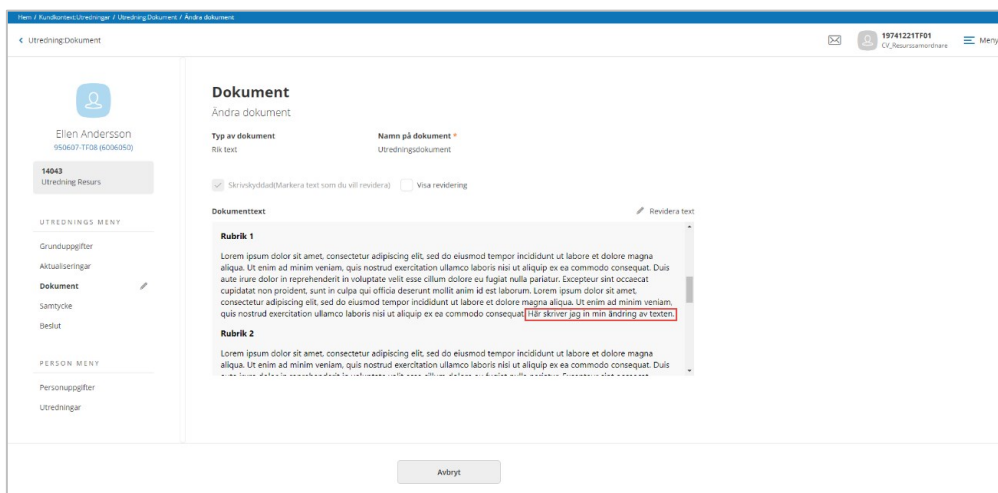 Hem / Kundkontext:Utredningar / Utredning:Dokument / Ändra dokument
Utredning:Dokument
19741221TF01
CV_Resurssamordnare
Meny
Ellen Andersson
950607-TF08 (6006050)
14043
Utredning Resurs
UTREDNINGS MENY
Grunduppgifter
Aktualiseringar
Dokument
Samtycke
Beslut
PERSON MENY
Personuppgifter
Utredningar
Dokument
Ändra dokument
Typ av dokument
Rik text
Namn på dokument *
Utredningsdokument
Skrivskyddad(Markera text som du vill revidera)
Visa revidering
Dokumenttext
Revidera text
Rubrik 1
Lorem ipsum dolor sit amet, consectetur adipiscing elit, sed do eiusmod tempor incididunt ut labore et dolore magna
aliqua. Ut enim ad minim veniam, quis nostrud exercitation ullamco laboris nisi ut aliquip ex ea commodo consequat. Duis
aute irure dolor in reprehenderit in voluptate velit esse cillum dolore eu fugiat nulla pariatur. Excepteur sint occaecat
cupidatat non proident, sunt in culpa qui officia deserunt mollit anim id est laborum. Lorem ipsum dolor sit amet,
consectetur adipiscing elit, sed do eiusmod tempor incididunt ut labore et dolore magna aliqua. Ut enim ad minim veniam,
quis nostrud exercitation ullamco laboris nisi ut aliquip ex ea commodo consequat. Här skriver jag in min ändring av texten.
Rubrik 2
Lorem ipsum dolor sit amet, consectetur adipiscing elit, sed do eiusmod tempor incididunt ut labore et dolore magna
aliqua. Ut enim ad minim veniam, quis nostrud exercitation ullamco laboris nisi ut aliquip ex ea commodo consequat. Duis
Avbryt